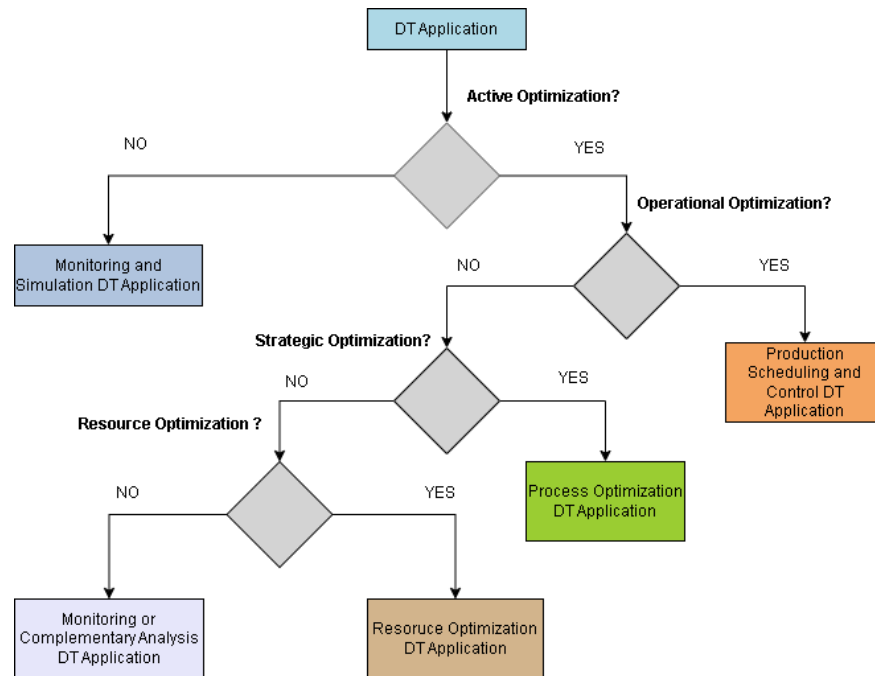 DT Application
Active Optimization?
NO
YES
Operational Optimization?
Monitoring and
Simulation DT Application
NO
YES
Strategic Optimization?
Production
Scheduling and
Control DT
Application
NO
YES
Resource Optimization ?
NO
YES
Process Optimization
DT Application
Monitoring or
Complementary Analysis
DT Application
Resoruce Optimization
DT Application